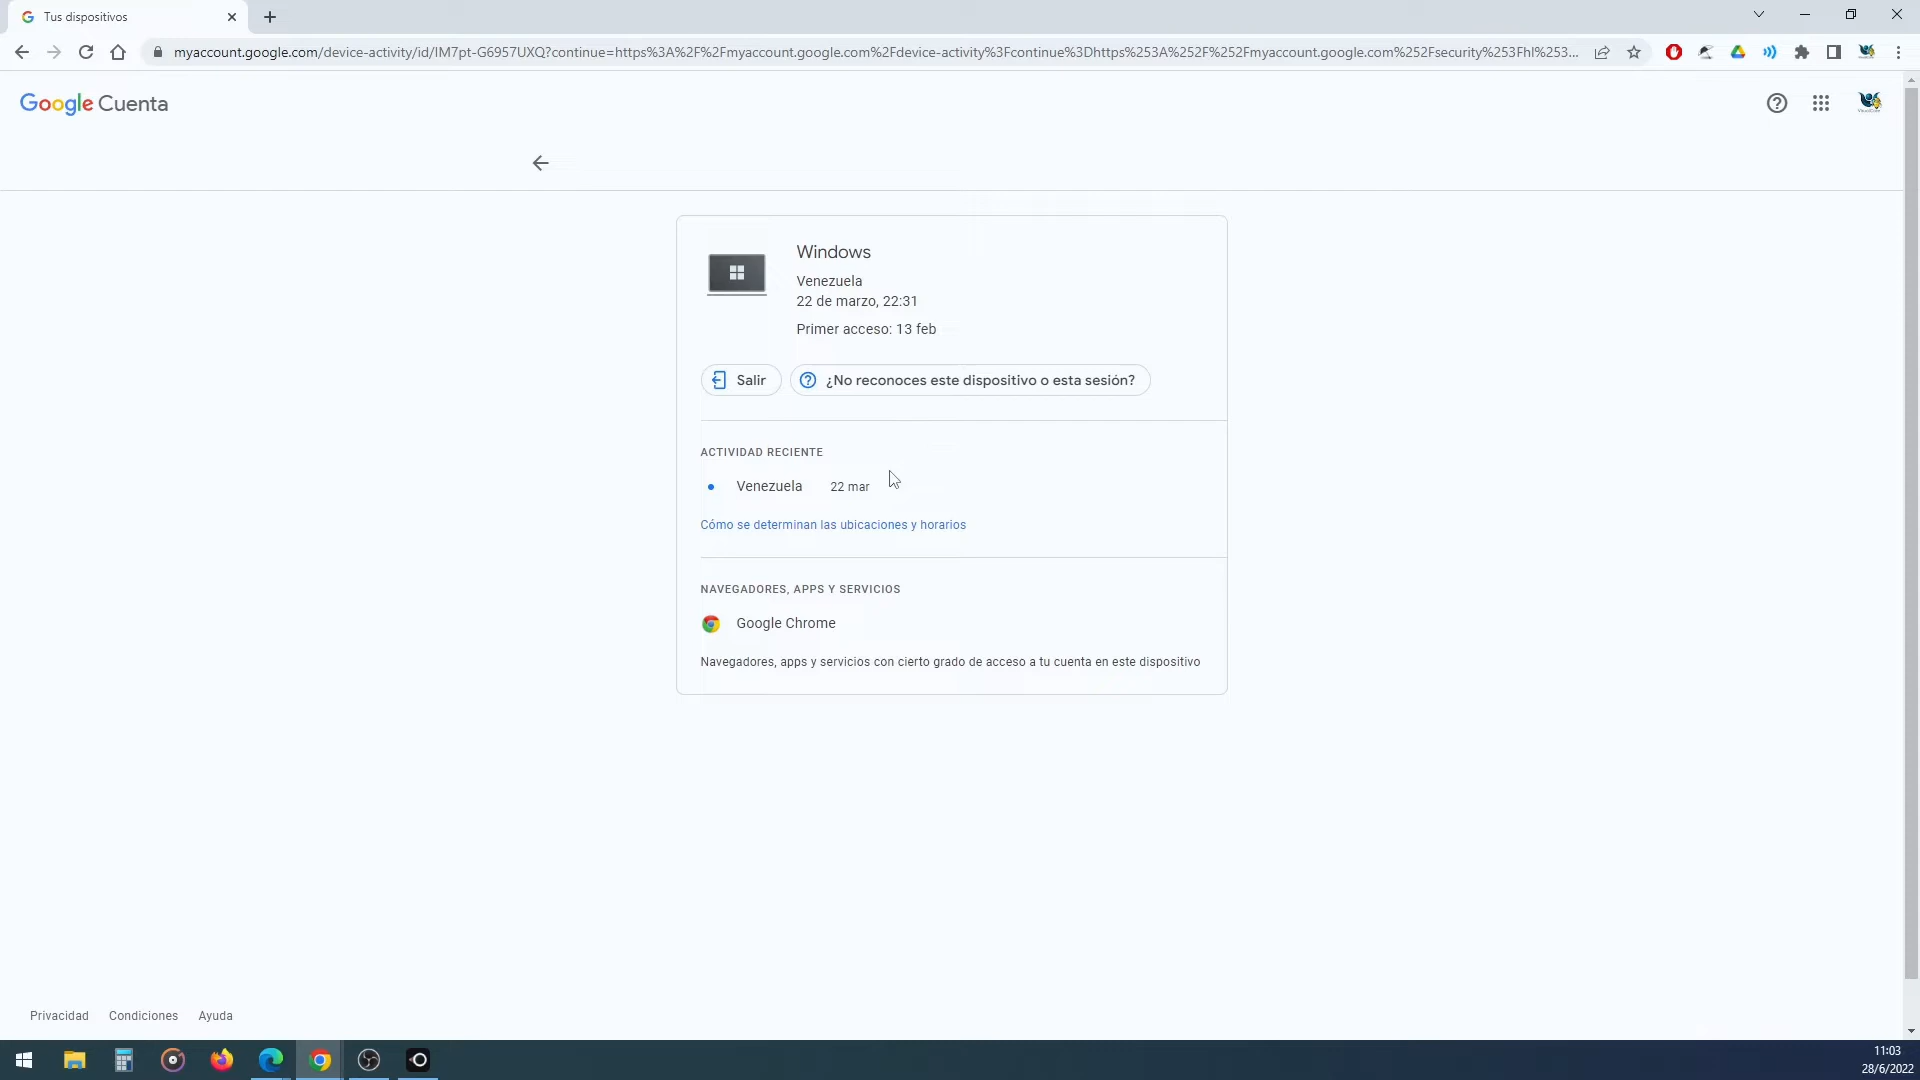 Tus dispositivos
myaccount.google.com/device-activity/id/IM7pt-G6957UXQ?continue=https%3A%2F%2Fmyaccount.google.com%2Fdevice-activity%3Fcontinue%3Dhttps%253A%252F%252Fmyaccount.google.com%252Fsecurity%253Fhl%253...
Google Cuenta
Windows
Venezuela
22 de marzo, 22:31
Primer acceso: 13 feb
Salir
¿No reconoces este dispositivo o esta sesión?
ACTIVIDAD RECIENTE
Venezuela 22 mar
Cómo se determinan las ubicaciones y horarios
NAVEGADORES, APPS Y SERVICIOS
Google Chrome
Navegadores, apps y servicios con cierto grado de acceso a tu cuenta en este dispositivo
Privacidad Condiciones Ayuda
11:03
28/6/2022